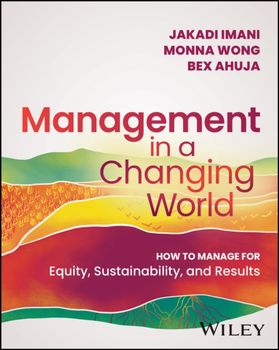 JAKADI IMANI
MONNA WONG
BEX AHUJA
Management
in a
Changing
World
HOW TO MANAGE FOR
Equity, Sustainability, and Results
WILEY